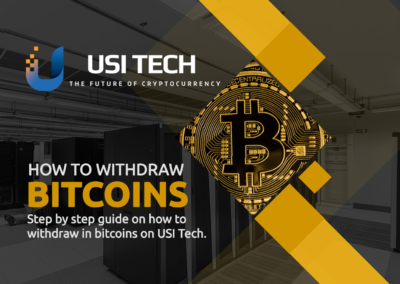 USI TECH
THE FUTURE OF CRYPTOCURRENCY
HOW TO WITHDRAW
BITCOINS
Step by step guide on how to
withdraw in bitcoins on USI Tech.